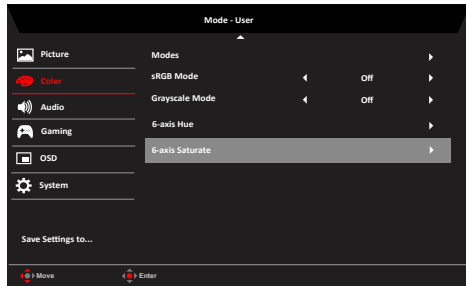 Mode - User
Picture
Color
Audio
Gaming
OSD
System
Save Settings to...
Modes
sRGB Mode Off
Grayscale Mode Off
6-axis Hue
6-axis Saturate
Move Enter